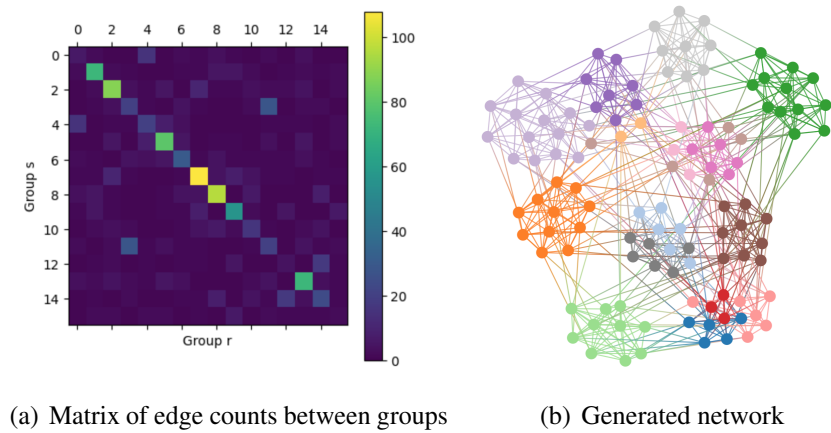 0 2 4 6 8 10 12 14
0
2
4
6
8
10
12
14
Group s
Group r
100
80
60
40
20
0
(a) Matrix of edge counts between groups
(b) Generated network